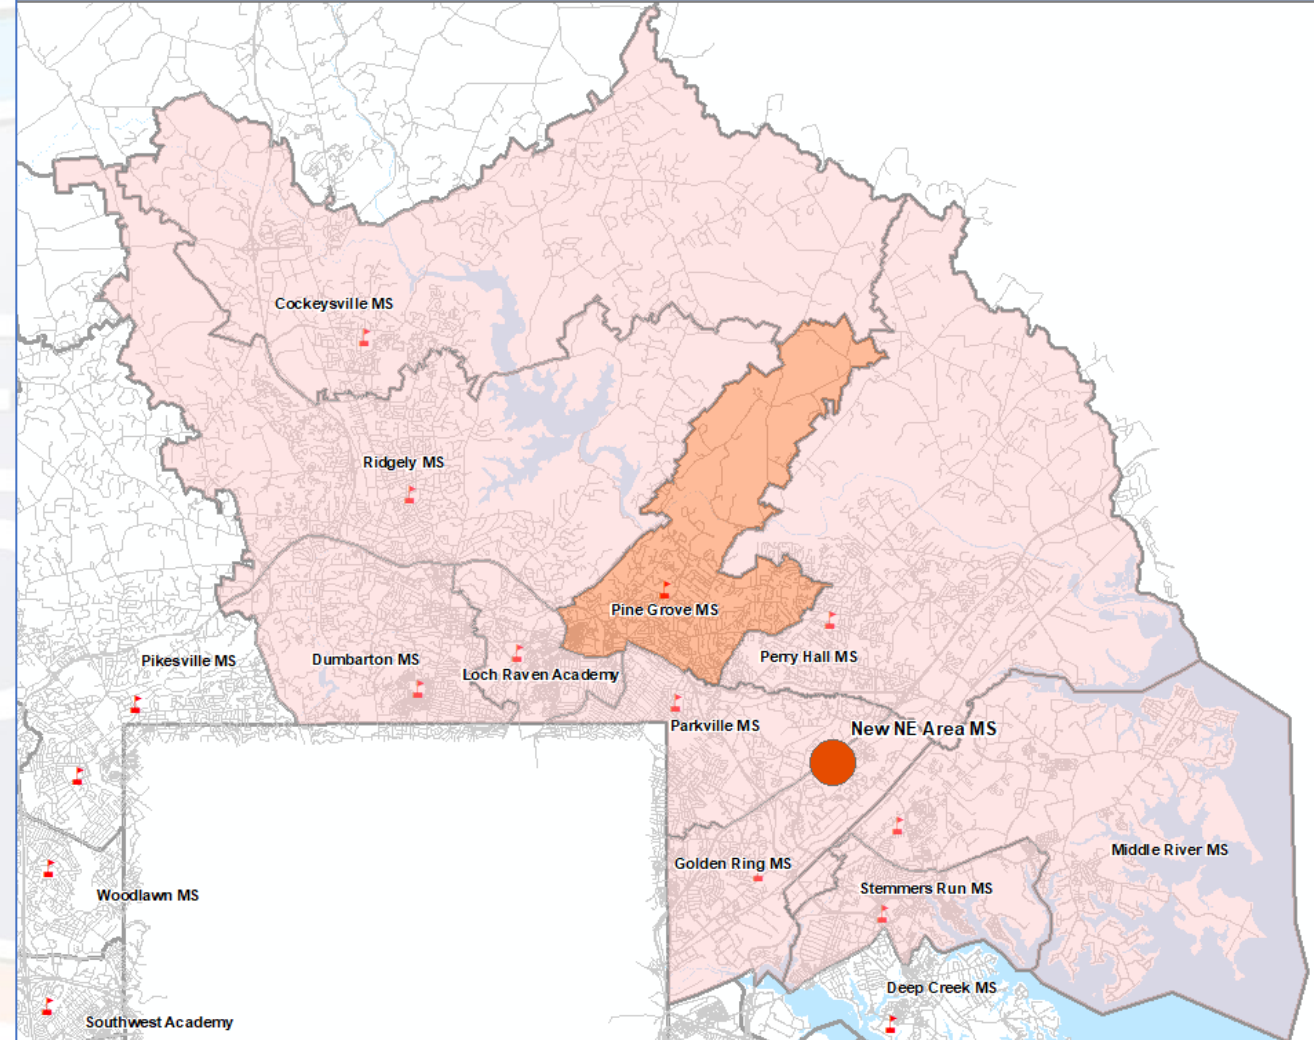 Cockeysville MS
Ridgely MS
Pine Grove MS
Perry Hall MS
Pikesville MS
Dumbarton MS
Loch Raven Academy
Parkville MS
New NE Area MS
Middle River MS
Golden Ring MS
Stemmers Run MS
Woodlawn MS
Deep Creek MS
Southwest Academy